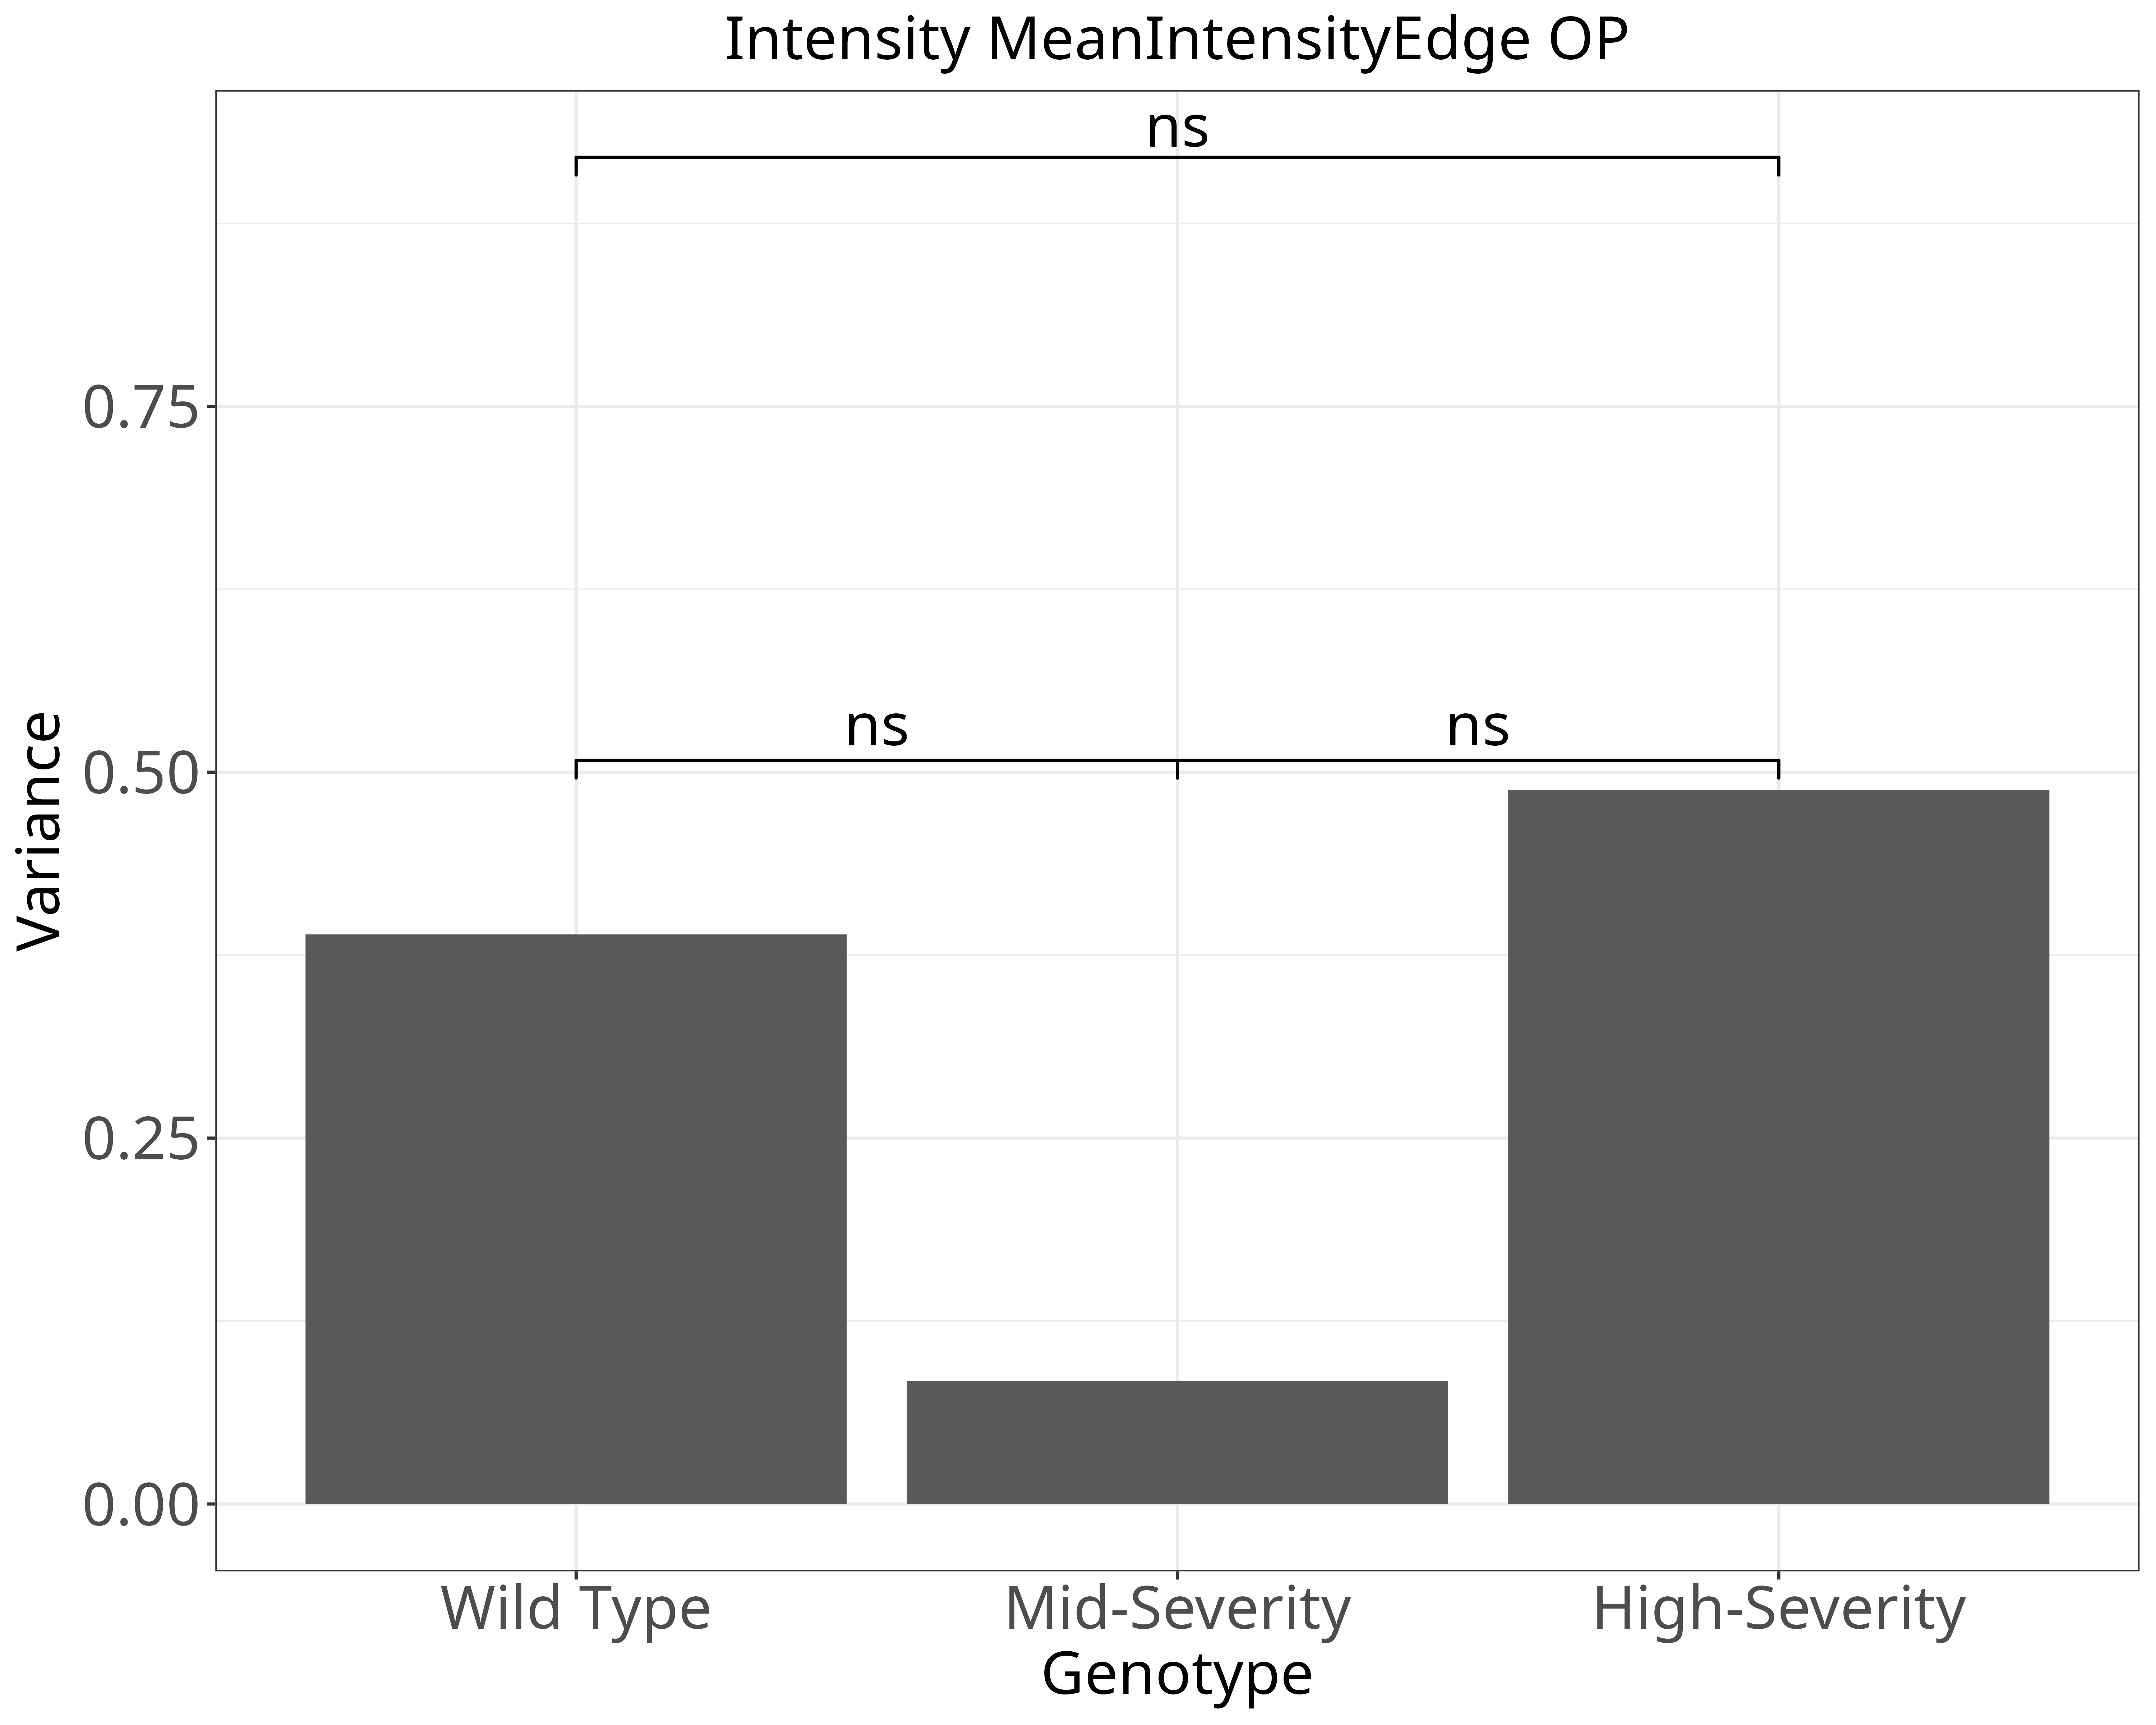 Intensity MeanIntensityEdge OP
ns
0.75
ns ns
0.50
0.25
0.00
Variance
Wild Type Mid-Severity High-Severity
Genotype